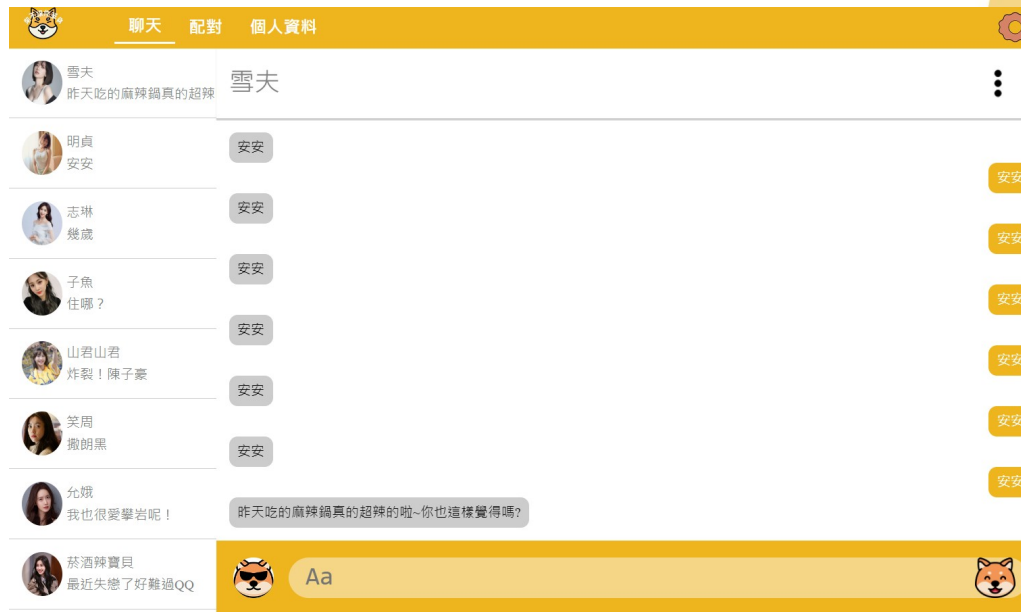 聊天
配對
個人資料
雪夫
昨天吃的麻辣鍋真的超辣
明貞
安安
志琳
幾歲
子魚
住哪？
山君山君
炸裂！陳子豪
笑周
撒朗黑
允娥
我也很愛攀岩呢！
菸酒辣寶貝
最近失戀了好難過QQ
雪夫
安安
安安
安安
安安
安安
安安
安安
安安
安安
安安
安安
安安
昨天吃的麻辣鍋真的超辣的啦~你也這樣覺得嗎?
Aa